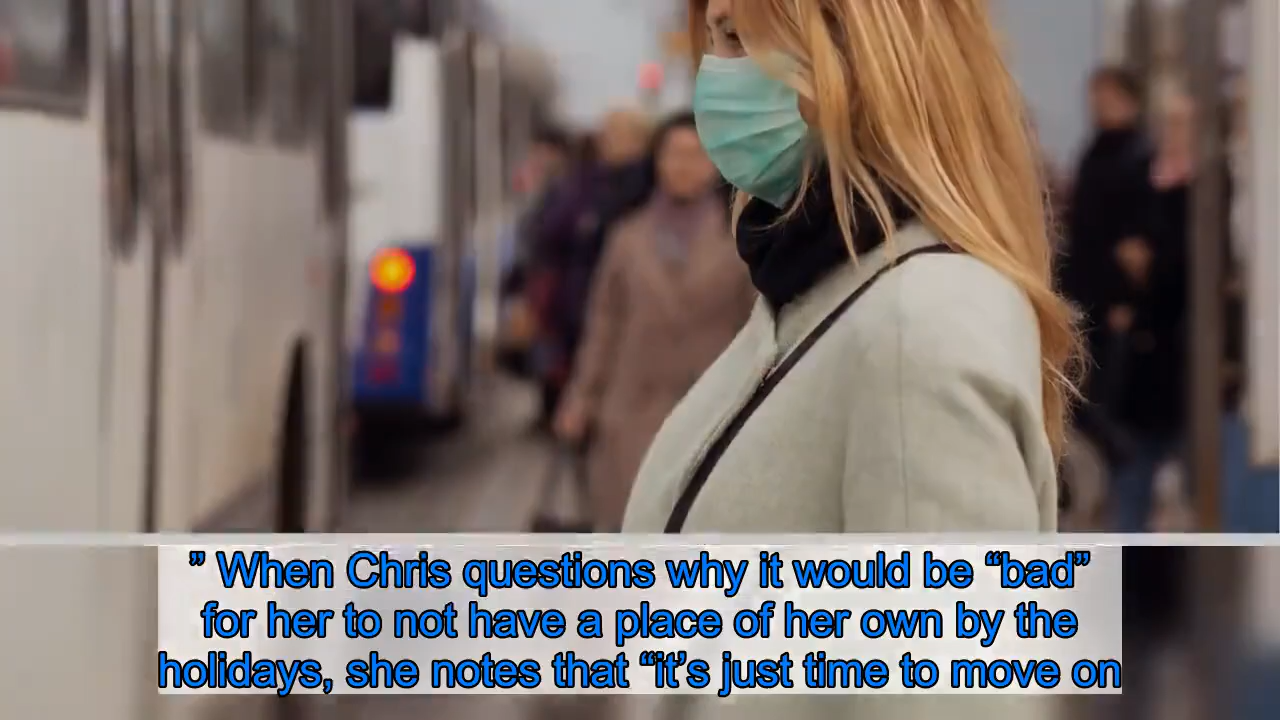 ” When Chris questions why it would be “bad”
for her to not have a place of her own by the
holidays, she notes that “it’s just time to move on